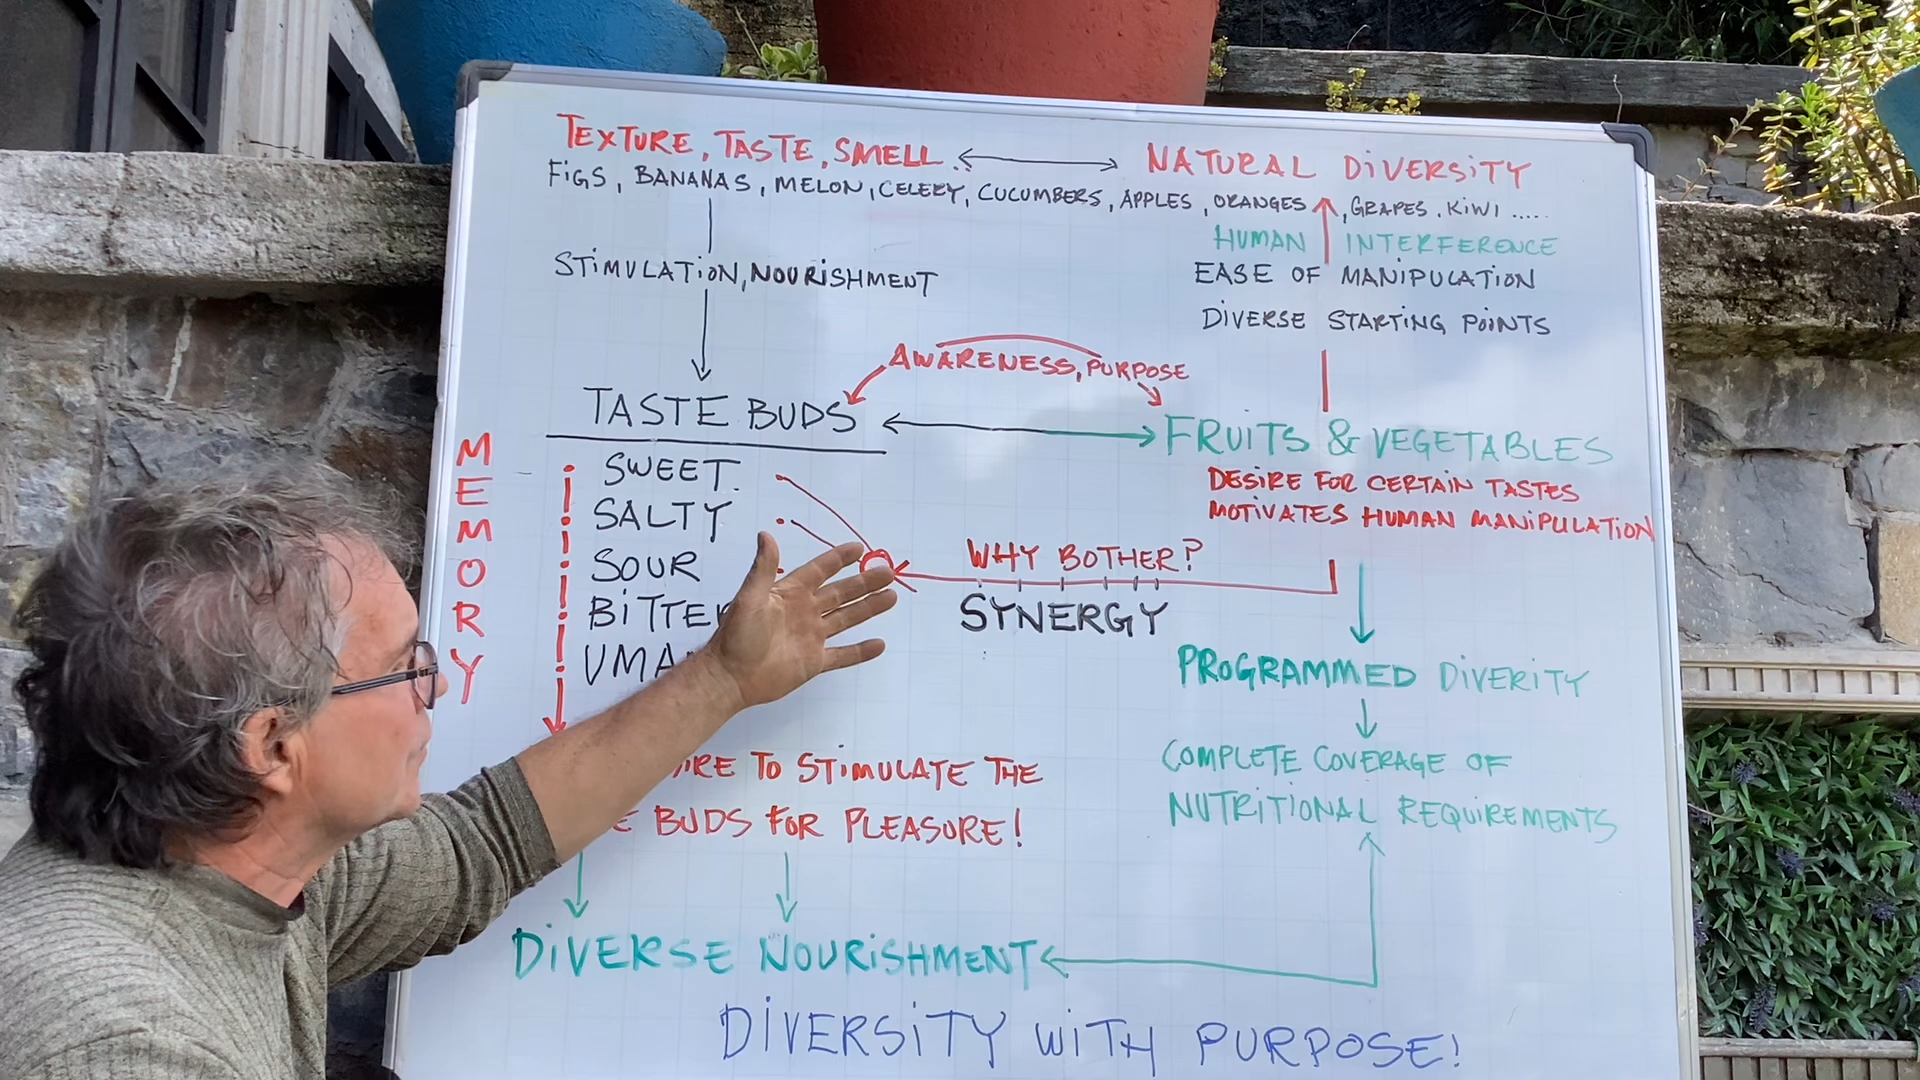 TEXTURE, TASTE, SMELL
NATURAL DIVERSITY
FIGS, BANANAS, MELON, CELERY, CUCUMBERS, APPLES, ORANGES, GRAPES, KIWI .....
HUMAN INTERFERENCE
STIMULATION, NOURISHMENT
EASE OF MANIPULATION
DIVERSE STARTING POINTS
AWARENESS, PURPOSE
TASTE BUDS
FRUITS & VEGETABLES
MEMORY
SWEET
SALTY
SOUR
DESIRE FOR CERTAIN TASTES
MOTIVATES HUMAN MANIPULATION
WHY BOTHER?
SYNERGY
PROGRAMMED DIVERITY
TO STIMULATE THE
BUDS FOR PLEASURE!
COMPLETE COVERAGE OF
NUTRITIONAL REQUIREMENTS
DIVERSE NOURISHMENT
DIVERSITY WITH PURPOSE!